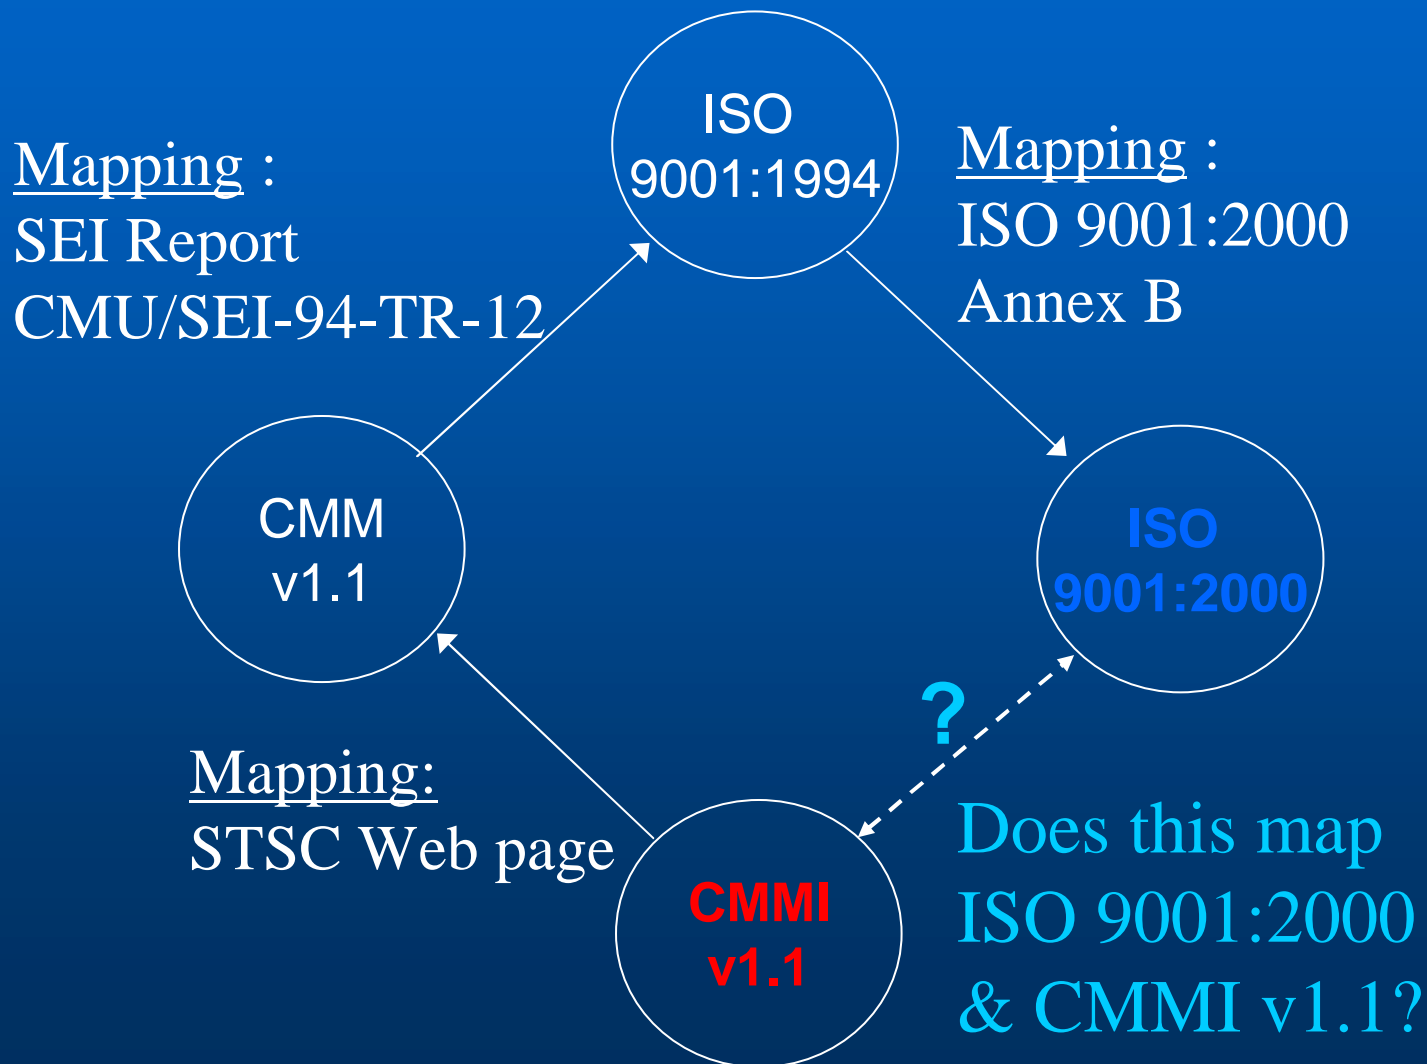 ISO
9001:1994
Mapping :
SEI Report
CMU/SEI-94-TR-12
Mapping :
ISO 9001:2000
Annex B
CMM
v1.1
ISO
9001:2000
?
Mapping:
STSC Web page
CMMI
v1.1
Does this map
ISO 9001:2000
& CMMI v1.1?